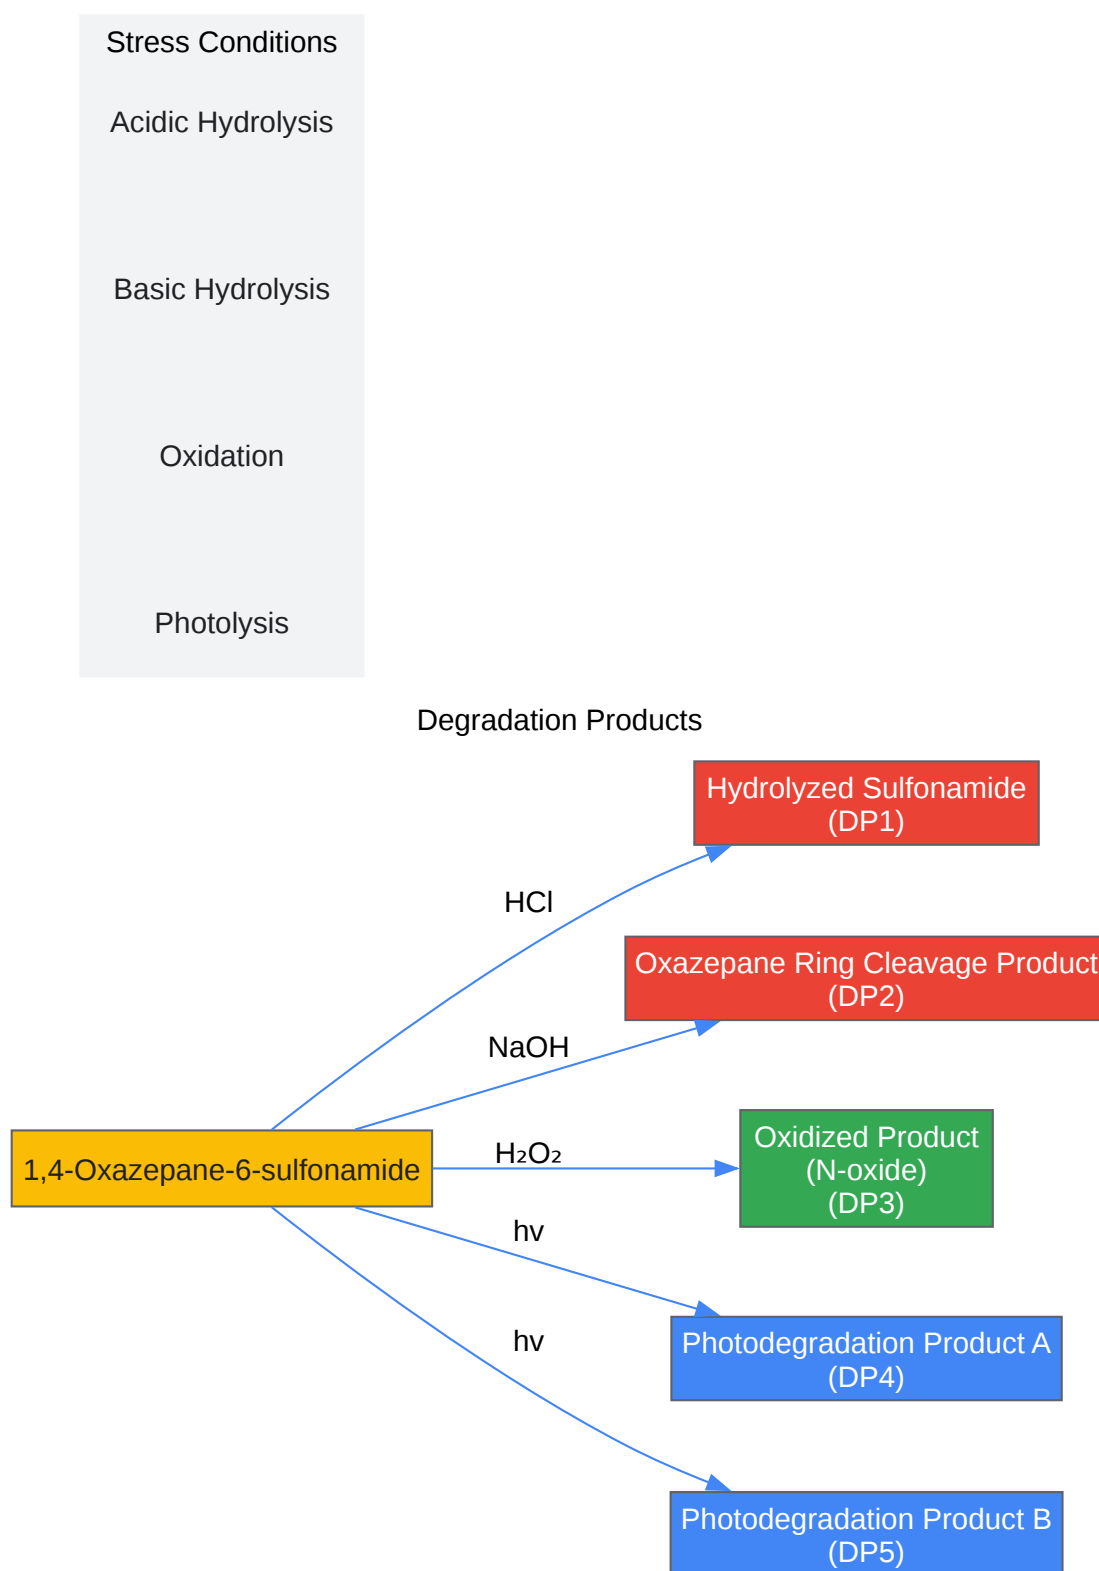 Stress Conditions
Acidic Hydrolysis
Basic Hydrolysis
Oxidation
Photolysis
Degradation Products
Hydrolyzed Sulfonamide
(DP1)
HCl
Oxazepane Ring Cleavage Product
(DP2)
NaOH
1,4-Oxazepane-6-sulfonamide
H₂O₂
Oxidized Product
(N-oxide)
(DP3)
hv
Photodegradation Product A
(DP4)
hv
Photodegradation Product B
(DP5)